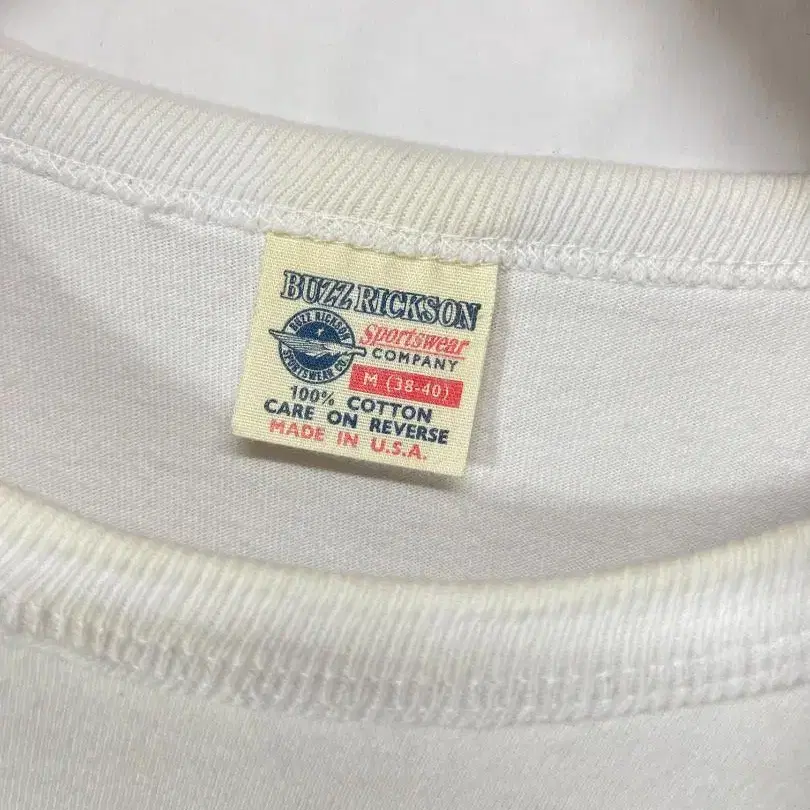 BUZZ RICKSON
BUZZ RICKSON
SPORTSWEAR CO.
Sportswear
COMPANY
M (38-40)
100% COTTON
CARE ON REVERSE
MADE IN U.S.A.